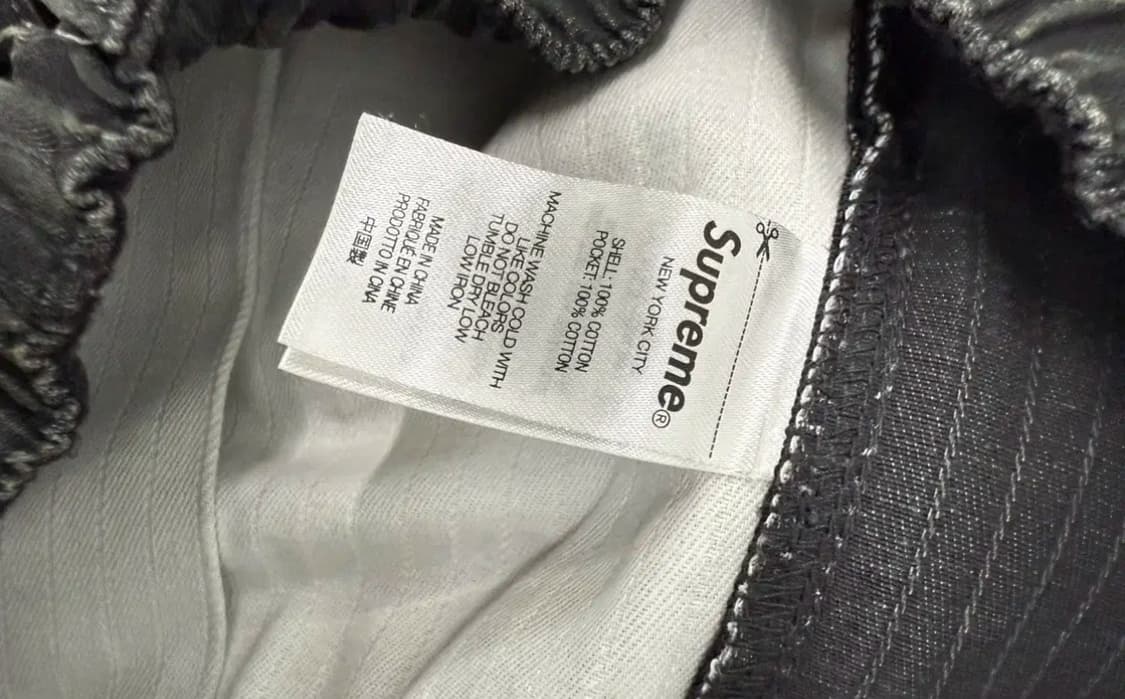 Supreme®
NEW YORK CITY
SHELL: 100% COTTON
POCKET: 100% COTTON
MACHINE WASH COLD WITH
LIKE COLORS
DO NOT BLEACH
TUMBLE DRY LOW
LOW IRON
MADE IN CHINA
FABRIQUÉ EN CHINE
PRODOTTO IN CINA
中国製